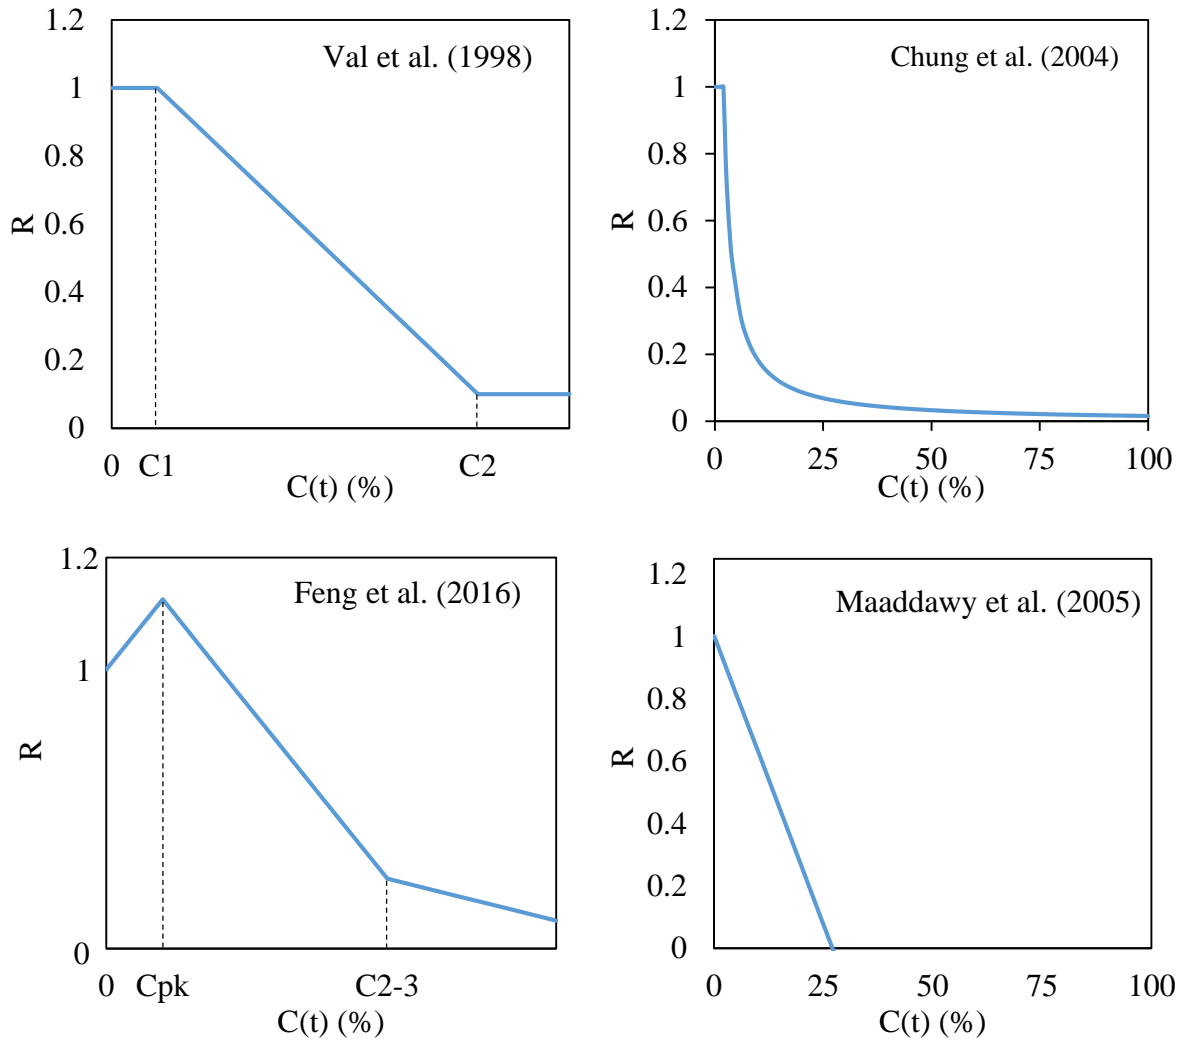 Val et al. (1998)
1.2
1
0.8
0.6
0.4
0.2
0
R
0 C1 C2
C(t) (%)
Chung et al. (2004)
1.2
1
0.8
0.6
0.4
0.2
0
R
0 25 50 75 100
C(t) (%)
Feng et al. (2016)
1.2
1
0
R
0 Cpk C2-3
C(t) (%)
Maaddawy et al. (2005)
1.2
1
0.8
0.6
0.4
0.2
0
R
0 25 50 75 100
C(t) (%)